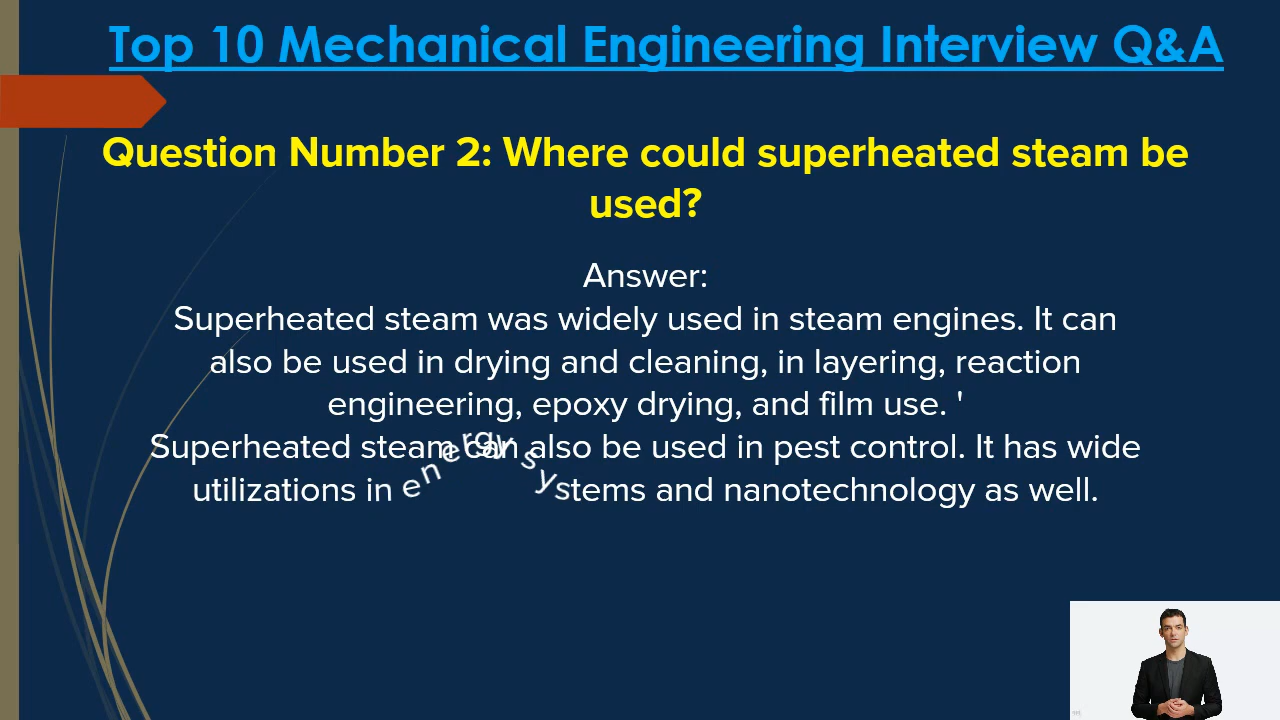 Top 10 Mechanical Engineering Interview Q&A
Question Number 2: Where could superheated steam be
used?
Answer:
Superheated steam was widely used in steam engines. It can
also be used in drying and cleaning, in layering, reaction
engineering, epoxy drying, and film use. '
Superheated steam can also be used in pest control. It has wide
utilizations in energy systems and nanotechnology as well.